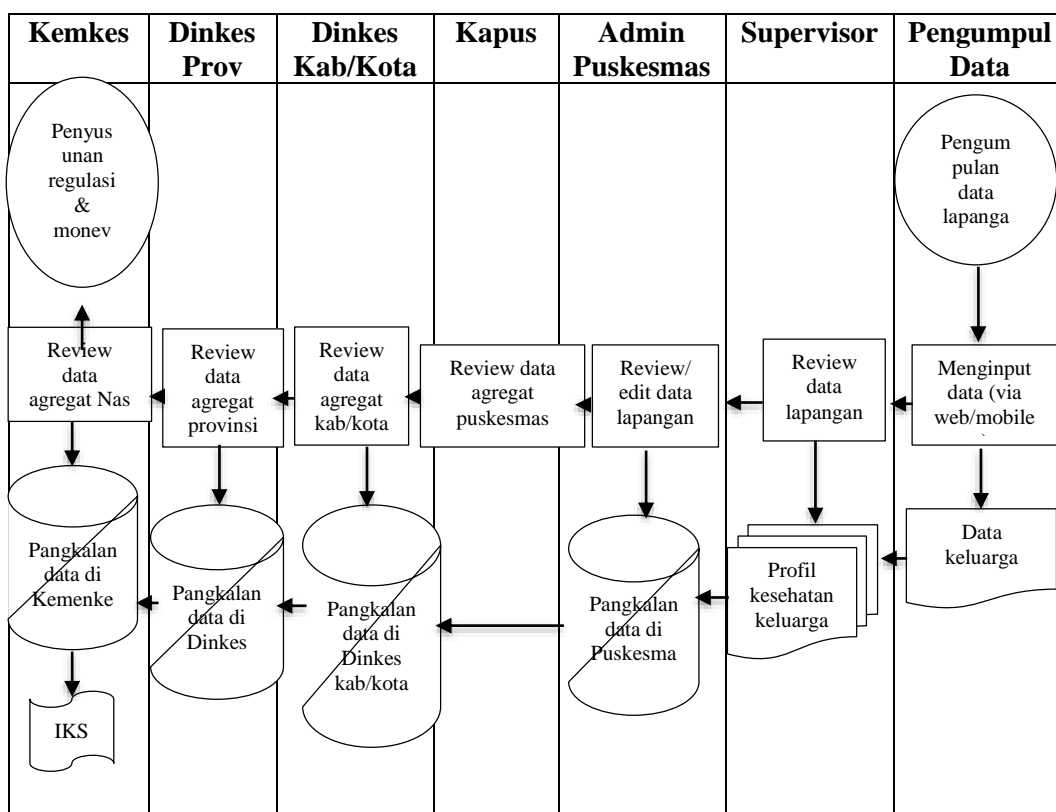 Kemkes
Dinkes
Prov
Dinkes
Kab/Kota
Kapus
Admin
Puskesmas
Supervisor
Pengumpul
Data
Penyus
unan
regulasi
&
monev
Pengum
pulan
data
lapanga
Review
data
agregat Nas
Review
data
agregat
provinsi
Review
data
agregat
kab/kota
Review data
agregat
puskesmas
Review/
edit data
lapangan
Review
data
lapangan
Menginput
data (via
web/mobile
Pangkalan
data di
Kemenke
Pangkalan
data di
Dinkes
Pangkalan
data di
Dinkes
kab/kota
Pangkalan
data di
Puskesma
Profil
kesehatan
keluarga
Data
keluarga
IKS